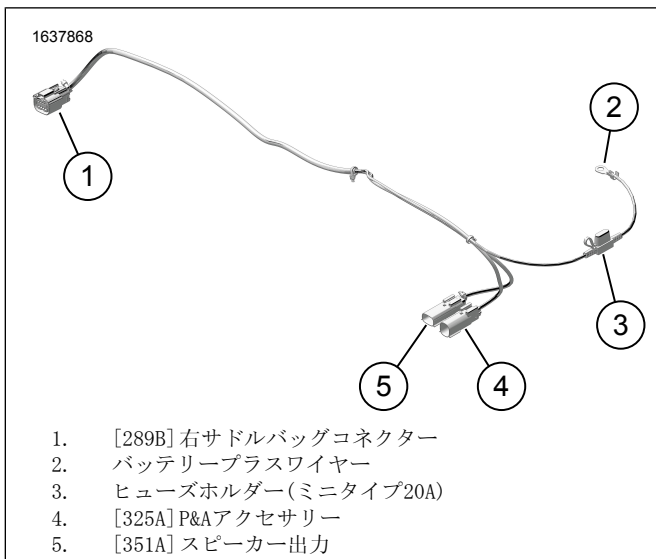 1637868
1
2
3
5
4
1. [289B]右サドルバッグコネクター
2. バッテリープラスワイヤー
3. ヒューズホルダー(ミニタイプ20A)
4. [325A]P&Aアクセサリー
5. [351A]スピーカー出力